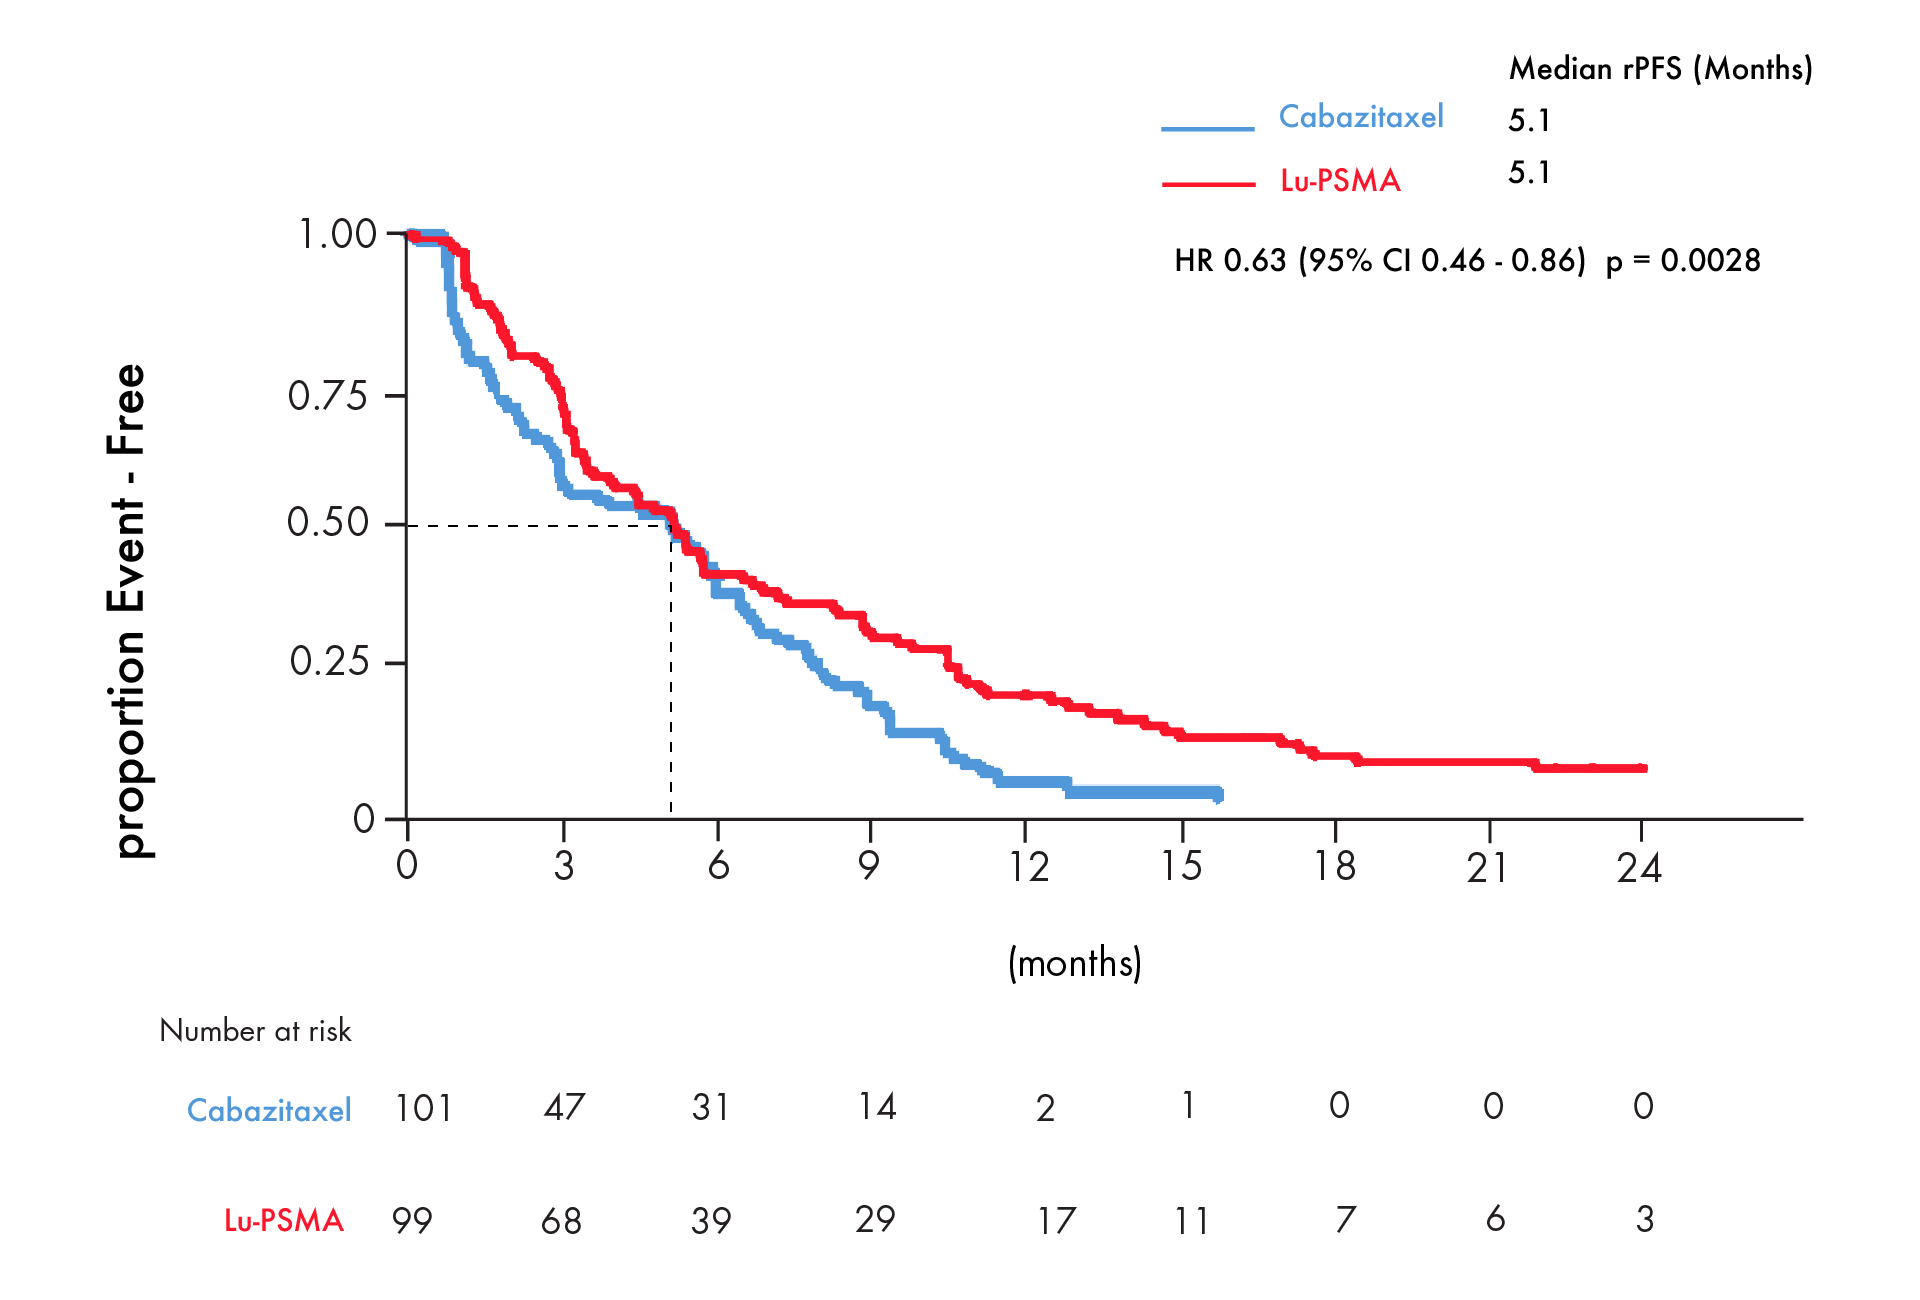 Median rPFS (Months)
Cabazitaxel 5.1
Lu-PSMA 5.1
HR 0.63 (95% CI 0.46 - 0.86) p = 0.0028
proportion Event - Free
1.00
0.75
0.50
0.25
0
0 3 6 9 12 15 18 21 24
(months)
Number at risk
Cabazitaxel 101 47 31 14 2 1 0 0 0
Lu-PSMA 99 68 39 29 17 11 7 6 3